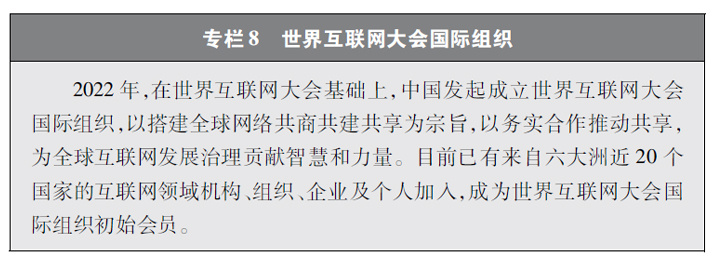 专栏8 世界互联网大会国际组织
2022年,在世界互联网大会基础上,中国发起成立世界互联网大会
国际组织,以搭建全球网络共商共建共享为宗旨,以务实合作推动共享,
为全球互联网发展治理贡献智慧和力量。目前已有来自六大洲近20个
国家的互联网领域机构、组织、企业及个人加入,成为世界互联网大会国
际组织初始会员。